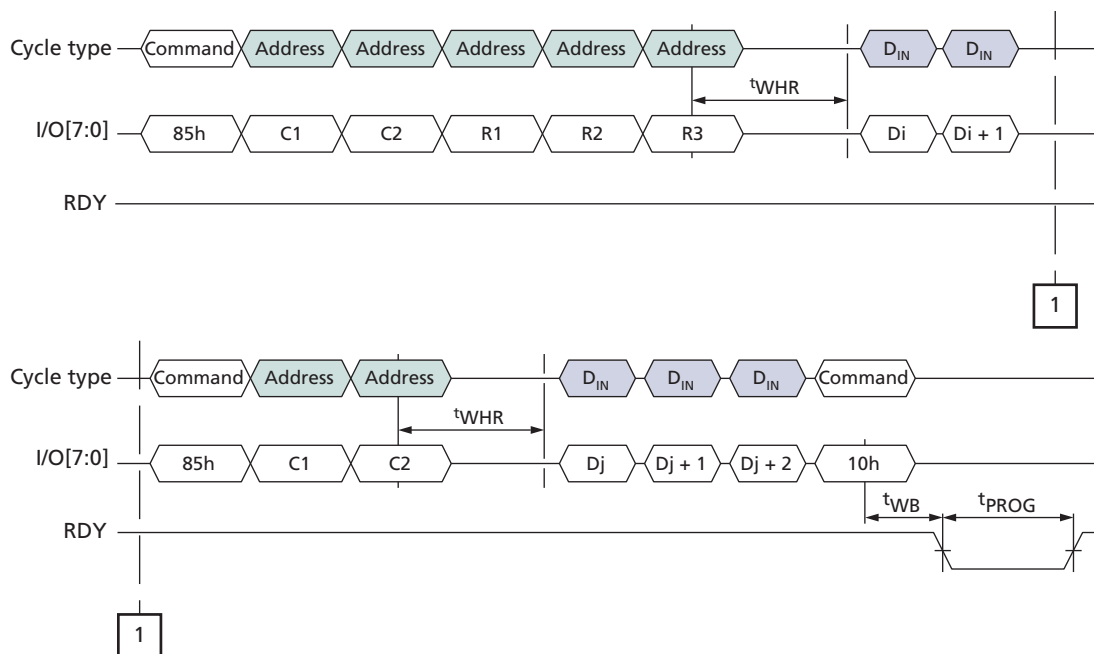 Cycle type Command Address Address Address Address Address DIN DIN
tWHR
I/O[7:0] 85h C1 C2 R1 R2 R3 Di Di + 1
RDY
1
Cycle type Command Address Address DIN DIN DIN Command
tWHR
I/O[7:0] 85h C1 C2 Dj Dj + 1 Dj + 2 10h
tWB tPROG
RDY
1